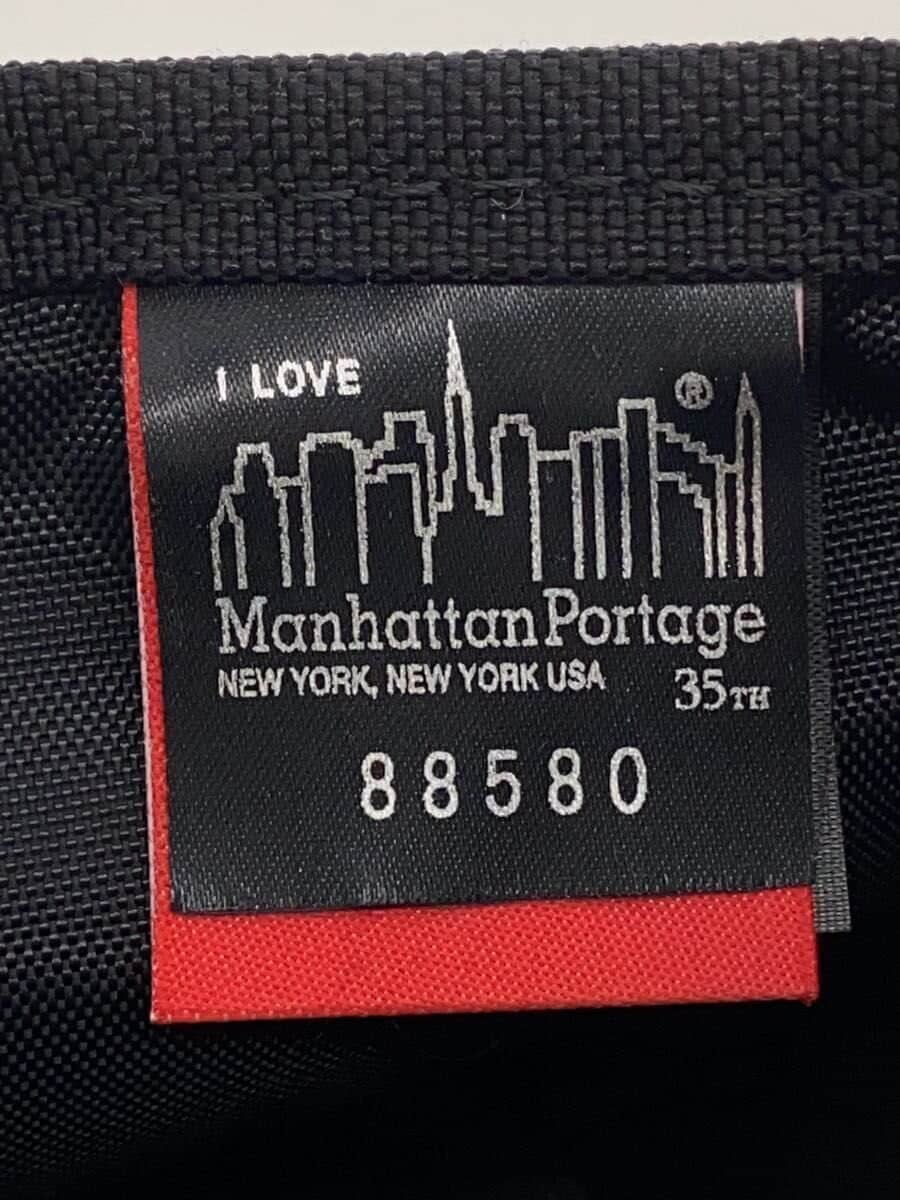 I LOVE
®
ManhattanPortage
NEW YORK, NEW YORK USA
35TH
88580